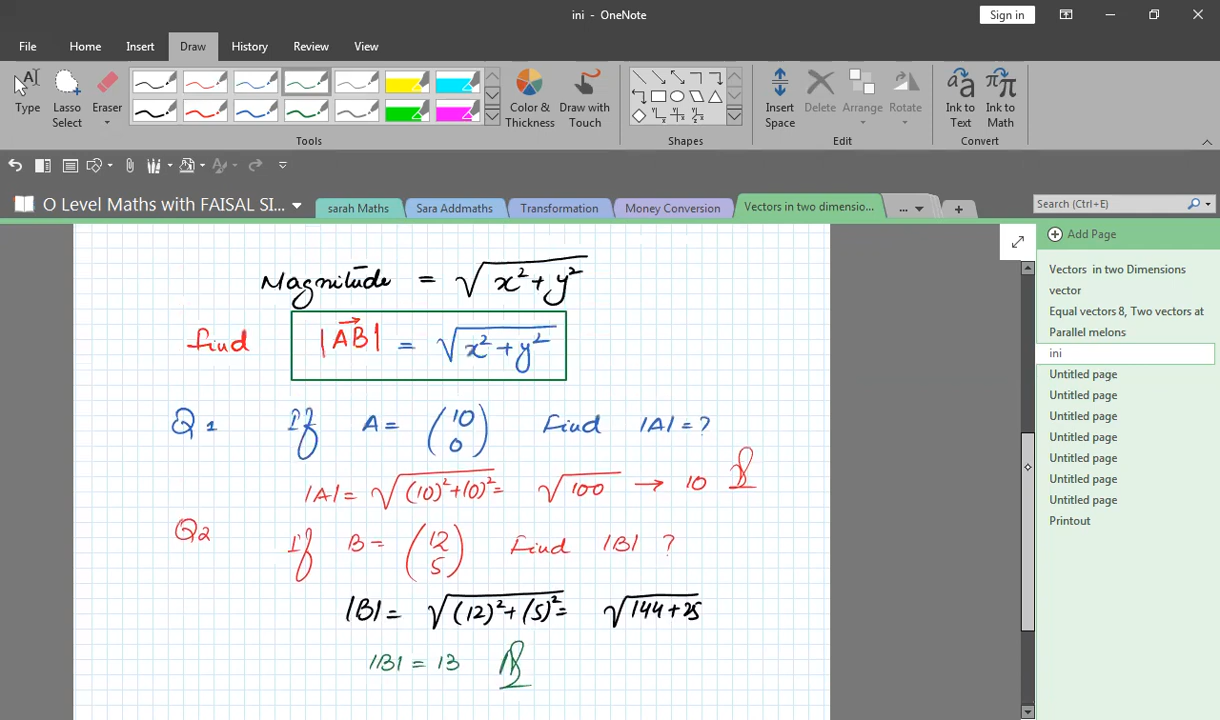 ini - OneNote
Sign in
File Home Insert Draw History Review View
Type
Lasso Select
Eraser
Color & Thickness
Draw with Touch
Insert Space
Delete
Arrange
Rotate
Ink to Text
Ink to Math
Tools Shapes Edit Convert
O Level Maths with FAISAL SI...
sarah Maths Sara Addmaths Transformation Money Conversion Vectors in two dimensio... ... +
Search (Ctrl+E)
Add Page
Vectors in two Dimensions
vector
Equal vectors 8, Two vectors at
Parallel melons
ini
Untitled page
Untitled page
Untitled page
Untitled page
Untitled page
Untitled page
Untitled page
Printout
Magnitude = √(x²+y²)
find |AB| = √(x²+y²)
Q1 If A = (10 0) Find |A| = ?
|A| = √((10)²+(0)²) = √100 → 10
Q2 If B = (12 5) Find |B| ?
|B| = √((12)²+(5)²) = √(144+25)
|B| = 13